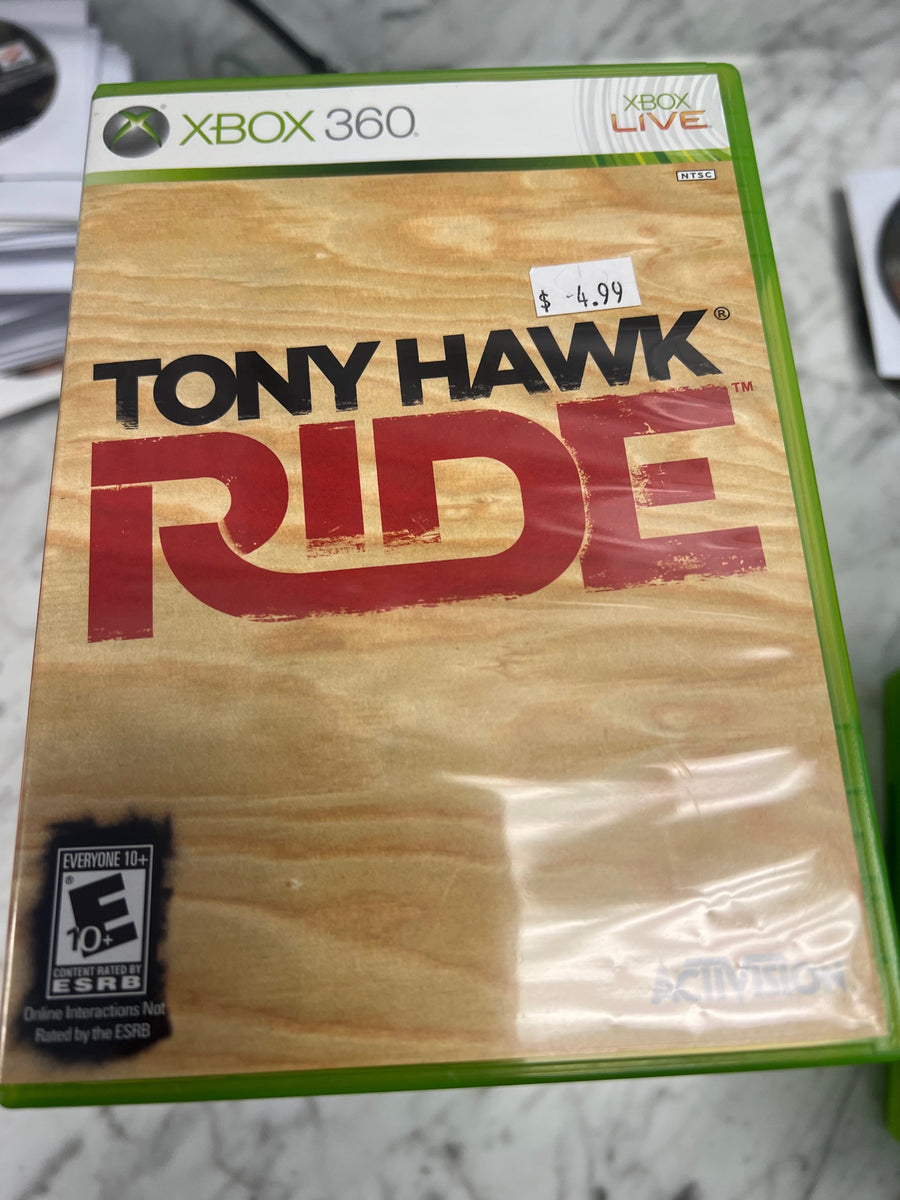 XBOX 360®
XBOX
LIVE
NTSC
$ -4.99
TONY HAWK®
RIDE™
EVERYONE 10+
E®
10+
CONTENT RATED BY
ESRB
Online Interactions Not
Rated by the ESRB
ACTIVISION